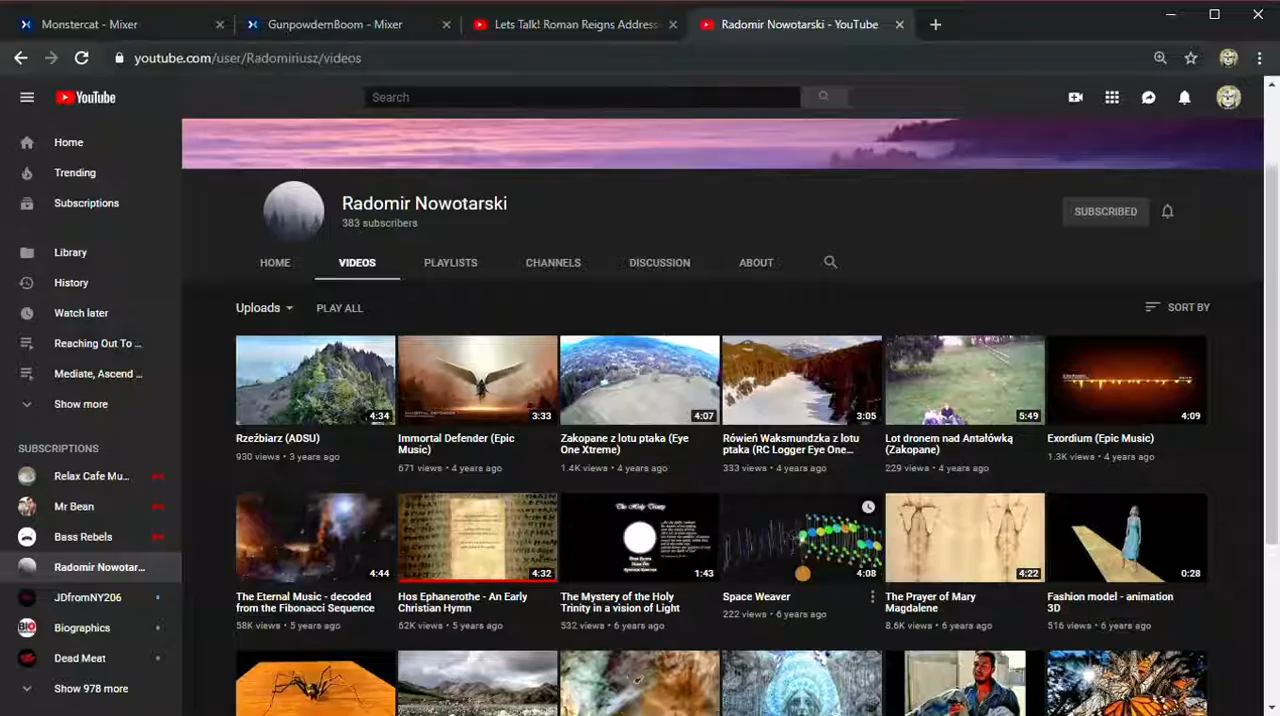 Monstercat - Mixer
GunpowdernBoom - Mixer
Lets Talk! Roman Reigns Address
Radomir Nowotarski - YouTube
youtube.com/user/Radomiriusz/videos
YouTube
Search
Home
Trending
Subscriptions
Library
History
Watch later
Reaching Out To ...
Mediate, Ascend ...
Show more
SUBSCRIPTIONS
Relax Cafe Mu...
Mr Bean
Bass Rebels
Radomir Nowotar...
JDfromNY206
Biographics
Dead Meat
Show 978 more
Radomir Nowotarski
383 subscribers
SUBSCRIBED
HOME
VIDEOS
PLAYLISTS
CHANNELS
DISCUSSION
ABOUT
Uploads
PLAY ALL
SORT BY
4:34
Rzeźbiarz (ADSU)
930 views • 3 years ago
3:33
Immortal Defender (Epic
Music)
671 views • 4 years ago
4:07
Zakopane z lotu ptaka (Eye
One Xtreme)
1.4K views • 4 years ago
3:05
Rówień Waksmundzka z lotu
ptaka (RC Logger Eye One...
333 views • 4 years ago
5:49
Lot dronem nad Antałówką
(Zakopane)
229 views • 4 years ago
4:09
Exordium (Epic Music)
1.3K views • 4 years ago
4:44
The Eternal Music - decoded
from the Fibonacci Sequence
58K views • 5 years ago
4:32
Hos Ephanerothe - An Early
Christian Hymn
62K views • 5 years ago
The Holy Trinity
1:43
The Mystery of the Holy
Trinity in a vision of Light
532 views • 6 years ago
4:08
Space Weaver
222 views • 6 years ago
4:22
The Prayer of Mary
Magdalene
8.6K views • 6 years ago
0:28
Fashion model - animation
3D
516 views • 6 years ago